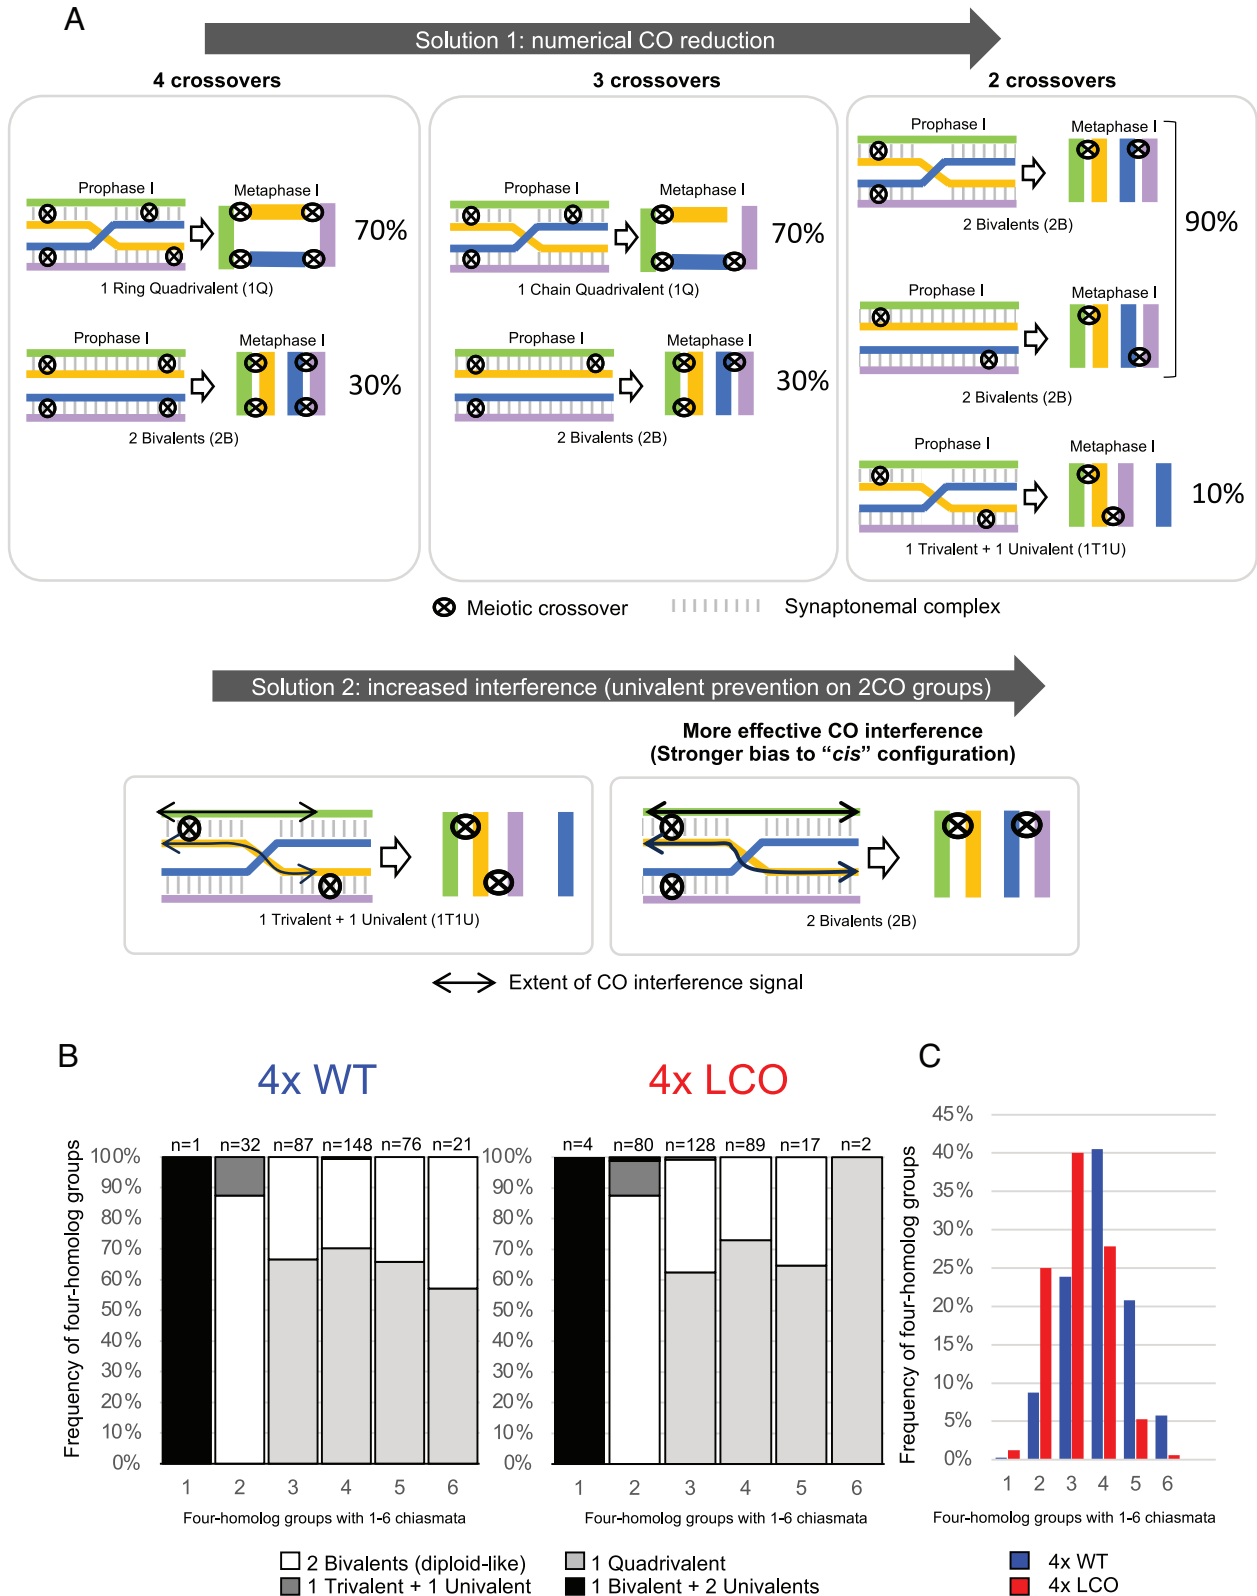 A
Solution 1: numerical CO reduction
4 crossovers
3 crossovers
2 crossovers
Prophase I
Metaphase I
70%
1 Ring Quadrivalent (1Q)
Prophase I
Metaphase I
30%
2 Bivalents (2B)
Prophase I
Metaphase I
70%
1 Chain Quadrivalent (1Q)
Prophase I
Metaphase I
30%
2 Bivalents (2B)
Prophase I
Metaphase I
2 Bivalents (2B)
90%
Prophase I
Metaphase I
2 Bivalents (2B)
Prophase I
Metaphase I
10%
1 Trivalent + 1 Univalent (1T1U)
Meiotic crossover
Synaptonemal complex
Solution 2: increased interference (univalent prevention on 2CO groups)
More effective CO interference
(Stronger bias to “cis” configuration)
1 Trivalent + 1 Univalent (1T1U)
2 Bivalents (2B)
Extent of CO interference signal
B
4x WT
4x LCO
n=1 n=32 n=87 n=148 n=76 n=21
100%
90%
80%
70%
60%
50%
40%
30%
20%
10%
0%
Frequency of four-homolog groups
1 2 3 4 5 6
Four-homolog groups with 1-6 chiasmata
n=4 n=80 n=128 n=89 n=17 n=2
100%
90%
80%
70%
60%
50%
40%
30%
20%
10%
0%
1 2 3 4 5 6
Four-homolog groups with 1-6 chiasmata
2 Bivalents (diploid-like)
1 Quadrivalent
1 Trivalent + 1 Univalent
1 Bivalent + 2 Univalents
C
45%
40%
35%
30%
25%
20%
15%
10%
5%
0%
Frequency of four-homolog groups
1 2 3 4 5 6
Four-homolog groups with 1-6 chiasmata
4x WT
4x LCO